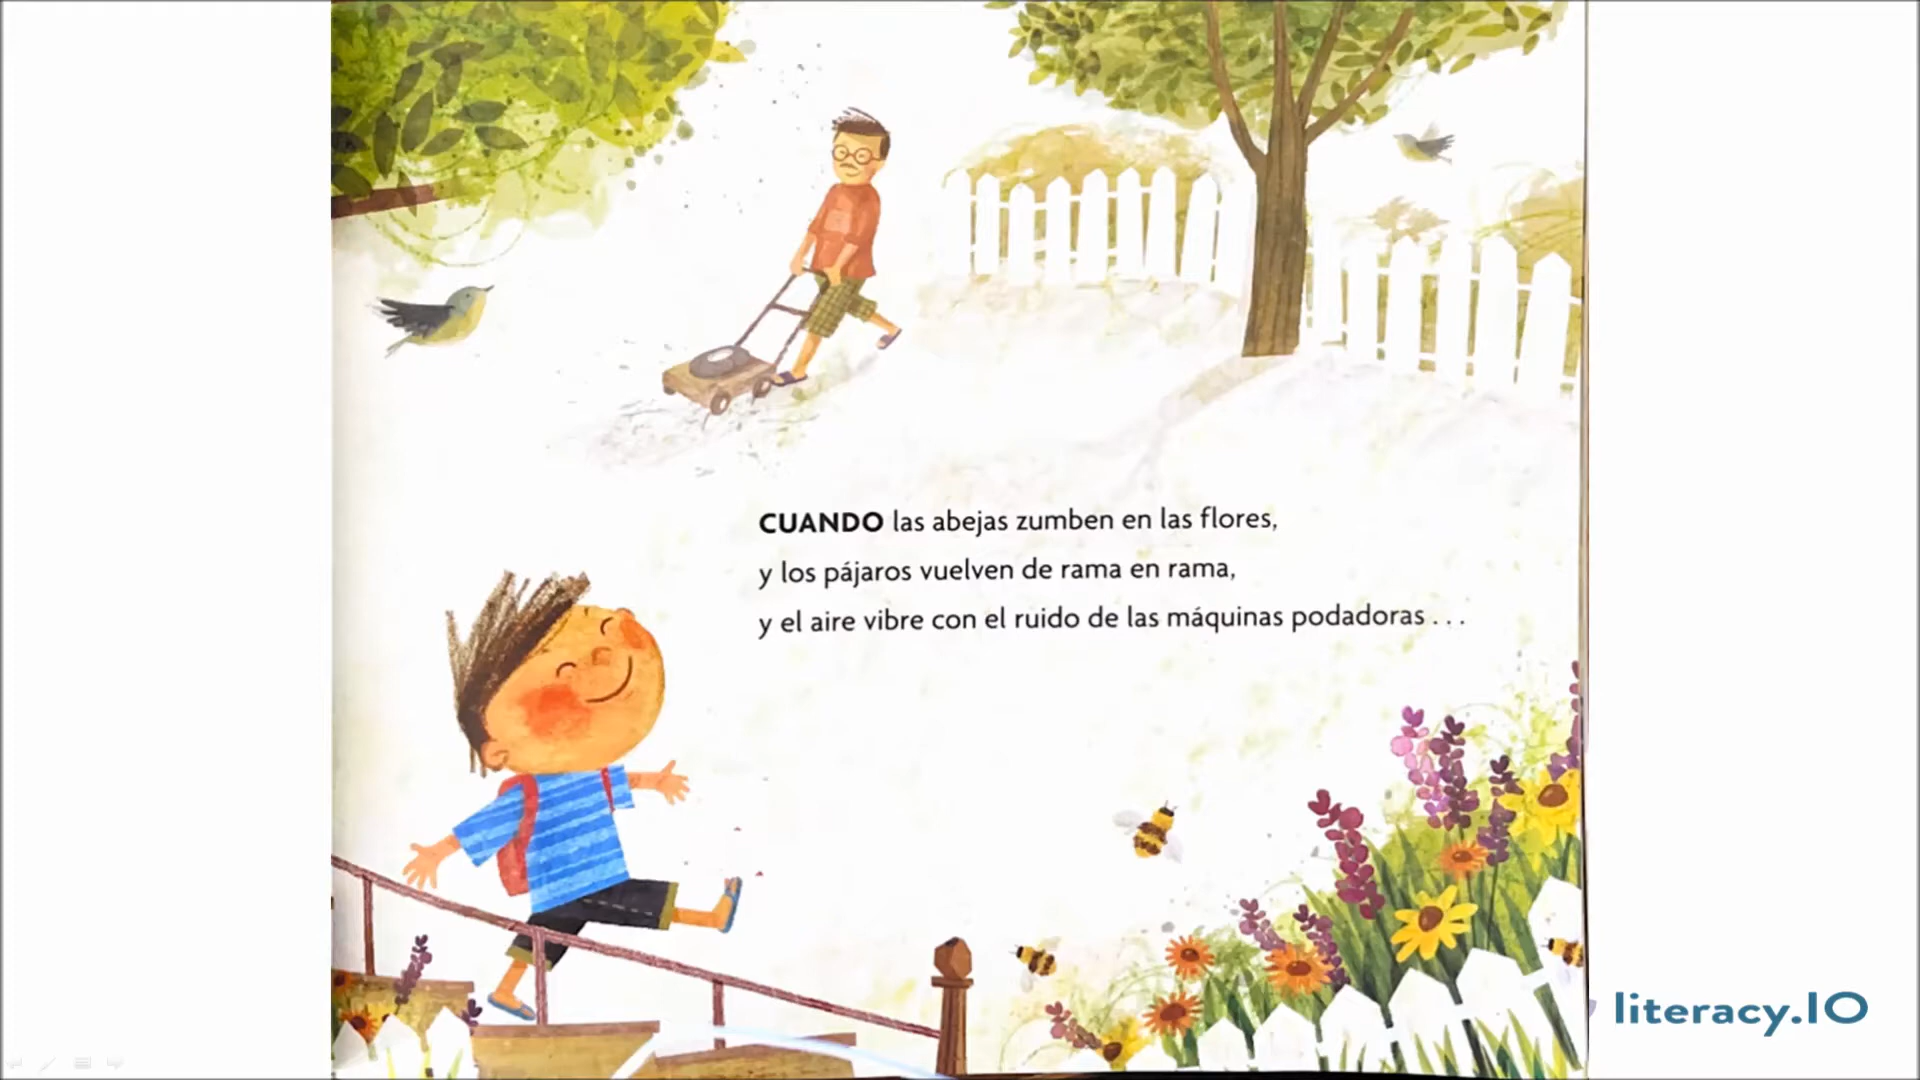 CUANDO las abejas zumben en las flores,
y los pájaros vuelven de rama en rama,
y el aire vibre con el ruido de las máquinas podadoras . . .
literacy.IO